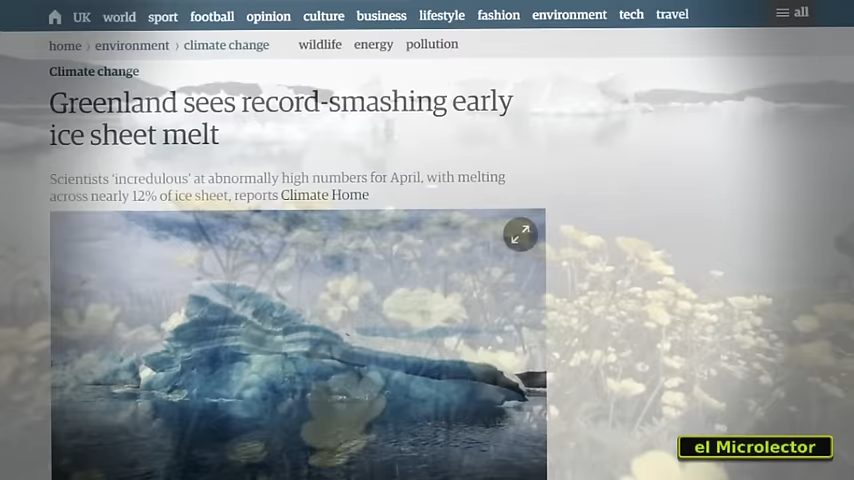 UK world sport football opinion culture business lifestyle fashion environment tech travel all
home › environment › climate change wildlife energy pollution
Climate change
Greenland sees record-smashing early
ice sheet melt
Scientists 'incredulous' at abnormally high numbers for April, with melting
across nearly 12% of ice sheet, reports Climate Home
el Microlector